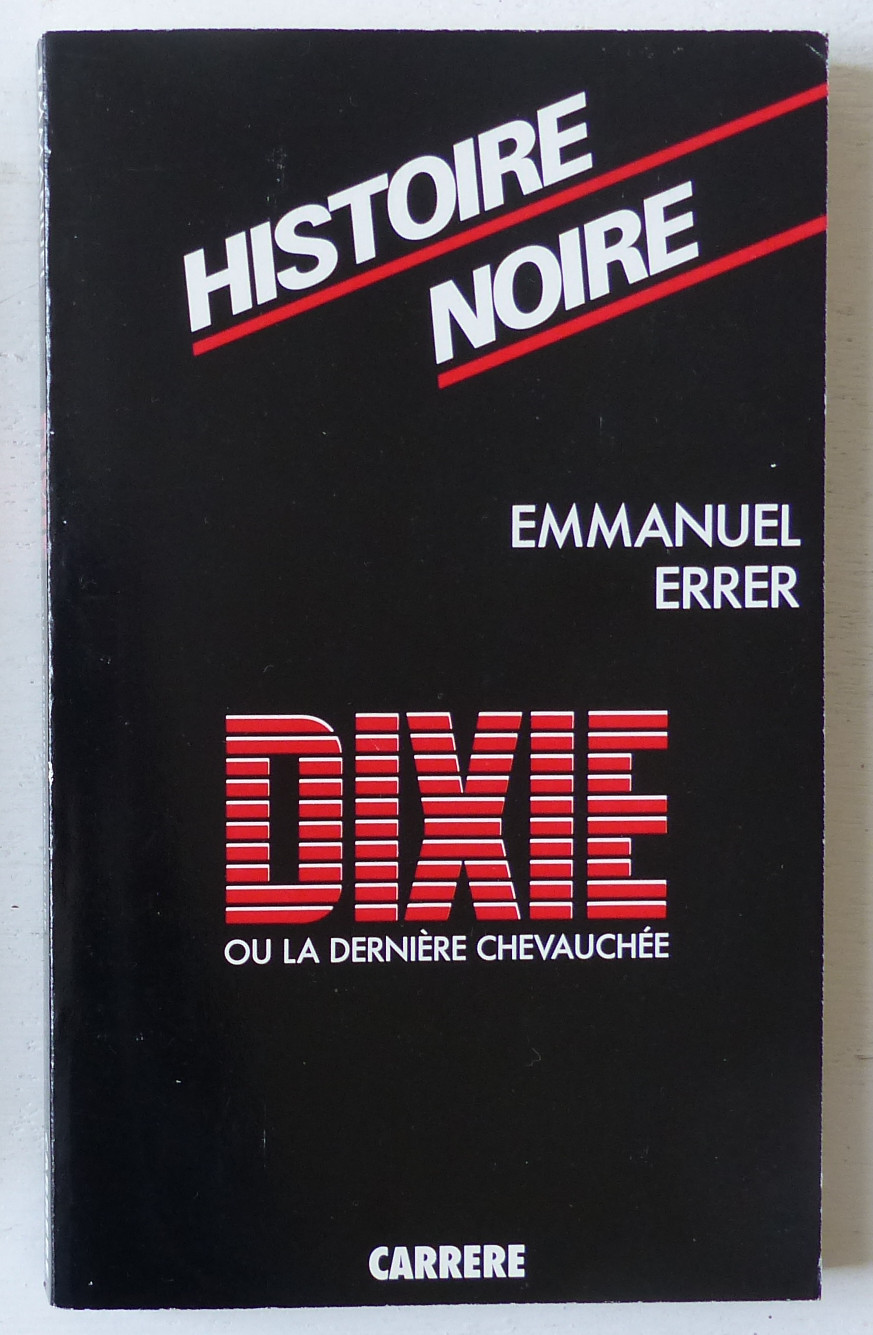 HISTOIRE
NOIRE
EMMANUEL
ERRER
DIXIE
OU LA DERNIÈRE CHEVAUCHÉE
CARRERE